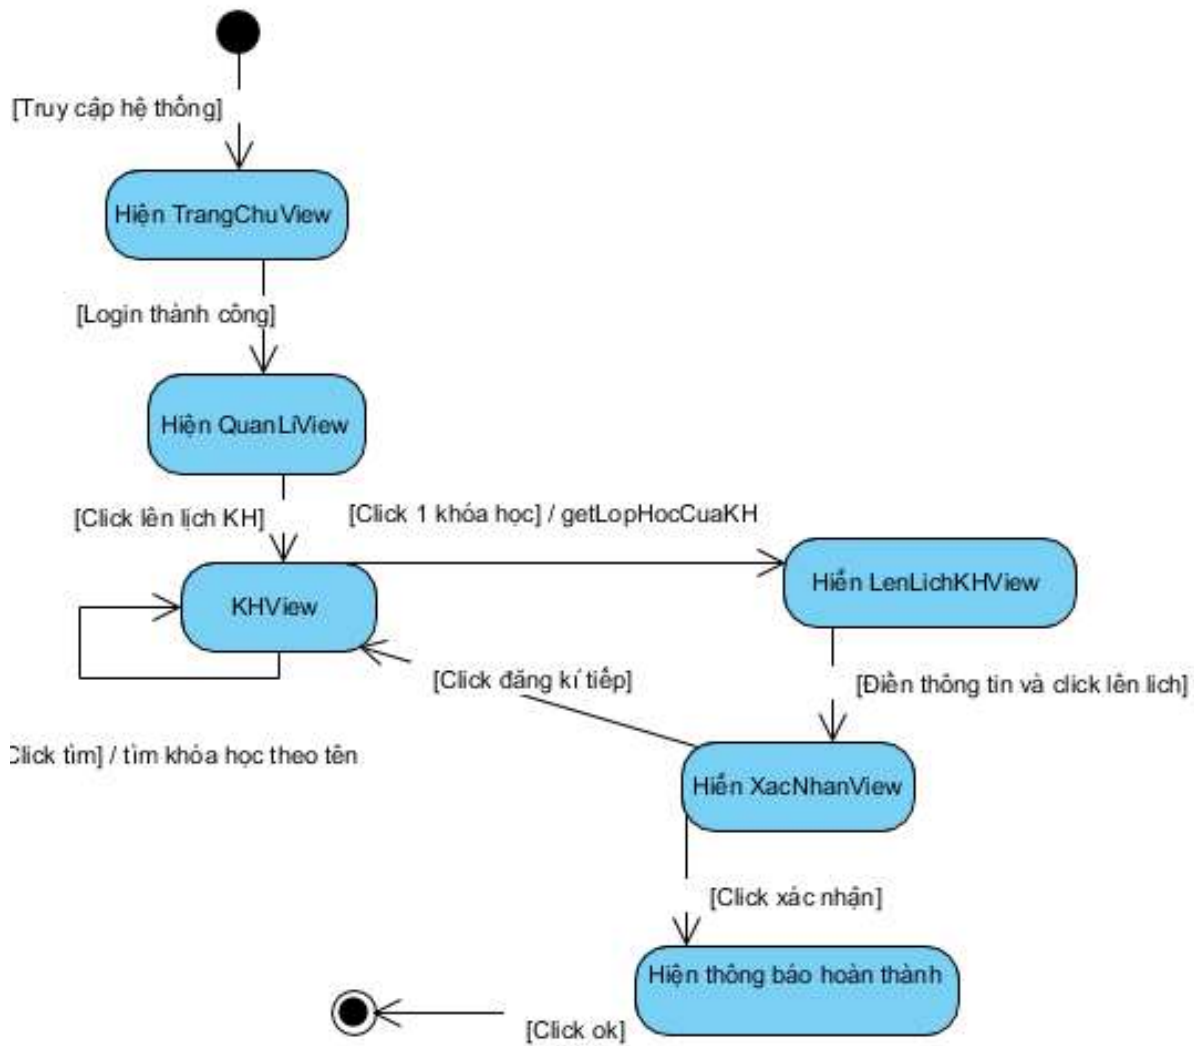 [Truy cập hệ thống]
Hiện TrangChuView
[Login thành công]
Hiện QuanLíView
[Click lên lịch KH]
[Click 1 khóa học] / getLopHocCuaKH
KHView
Hiển LenLichKHView
[Click đăng kí tiếp]
[Điền thông tin và click lên lich]
Click tìm] / tìm khóa học theo tên
Hiển XacNhanView
[Click xác nhận]
Hiện thông báo hoàn thành
[Click ok]